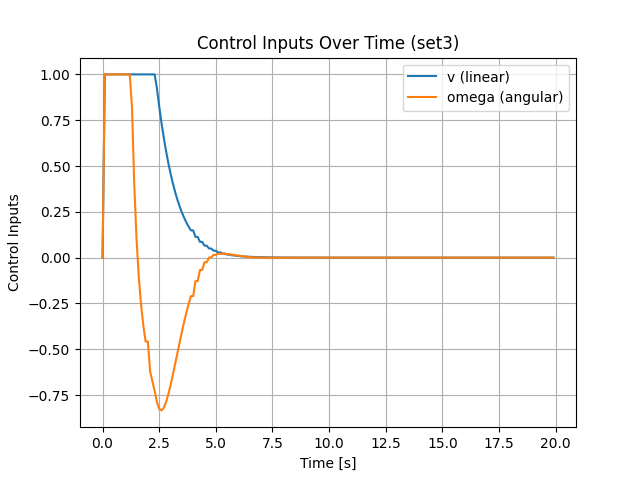 Control Inputs Over Time (set3)
v (linear)
omega (angular)
Control Inputs
1.00
0.75
0.50
0.25
0.00
−0.25
−0.50
−0.75
0.0 2.5 5.0 7.5 10.0 12.5 15.0 17.5 20.0
Time [s]